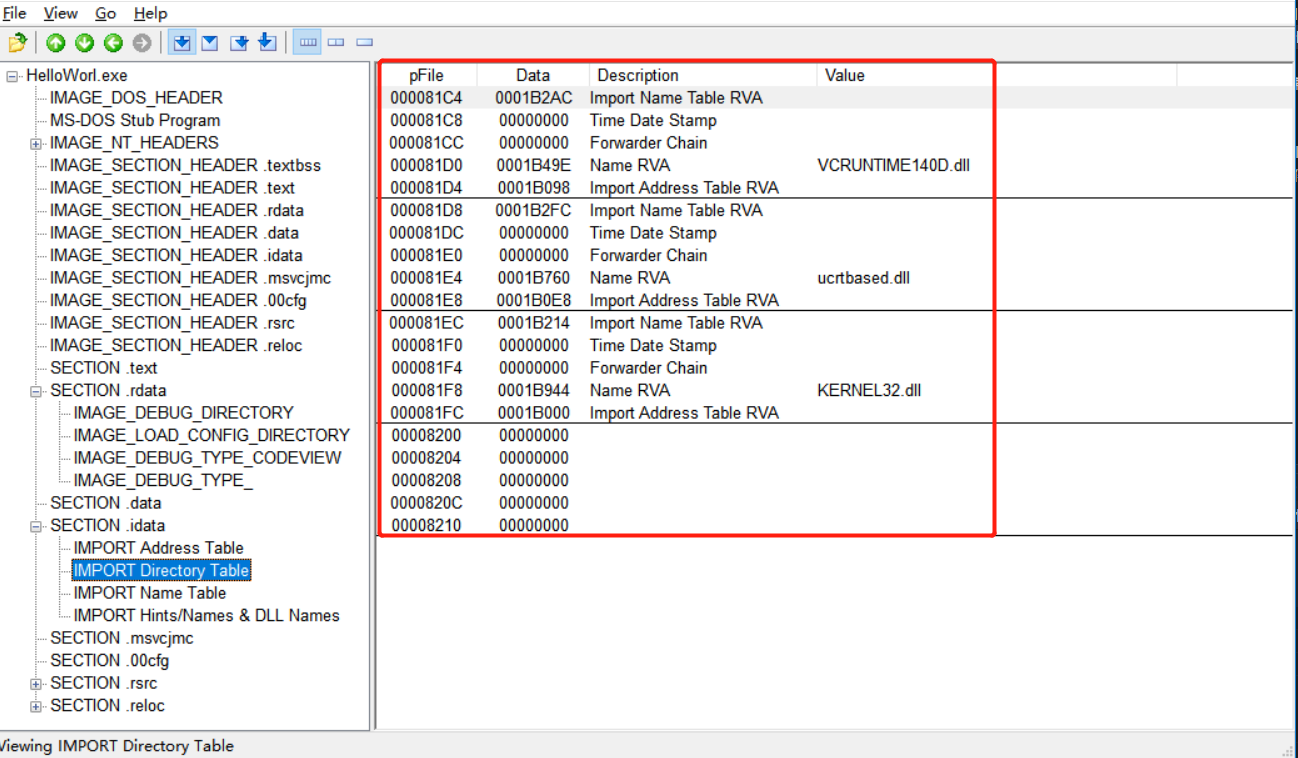 File View Go Help
HelloWorl.exe
IMAGE_DOS_HEADER
MS-DOS Stub Program
IMAGE_NT_HEADERS
IMAGE_SECTION_HEADER .textbss
IMAGE_SECTION_HEADER .text
IMAGE_SECTION_HEADER .rdata
IMAGE_SECTION_HEADER .data
IMAGE_SECTION_HEADER .idata
IMAGE_SECTION_HEADER .msvcjmc
IMAGE_SECTION_HEADER .00cfg
IMAGE_SECTION_HEADER .rsrc
IMAGE_SECTION_HEADER .reloc
SECTION .text
SECTION .rdata
IMAGE_DEBUG_DIRECTORY
IMAGE_LOAD_CONFIG_DIRECTORY
IMAGE_DEBUG_TYPE_CODEVIEW
IMAGE_DEBUG_TYPE_
SECTION .data
SECTION .idata
IMPORT Address Table
IMPORT Directory Table
IMPORT Name Table
IMPORT Hints/Names & DLL Names
SECTION .msvcjmc
SECTION .00cfg
SECTION .rsrc
SECTION .reloc
pFile Data Description Value
000081C4 0001B2AC Import Name Table RVA
000081C8 00000000 Time Date Stamp
000081CC 00000000 Forwarder Chain
000081D0 0001B49E Name RVA VCRUNTIME140D.dll
000081D4 0001B098 Import Address Table RVA
000081D8 0001B2FC Import Name Table RVA
000081DC 00000000 Time Date Stamp
000081E0 00000000 Forwarder Chain
000081E4 0001B760 Name RVA ucrtbased.dll
000081E8 0001B0E8 Import Address Table RVA
000081EC 0001B214 Import Name Table RVA
000081F0 00000000 Time Date Stamp
000081F4 00000000 Forwarder Chain
000081F8 0001B944 Name RVA KERNEL32.dll
000081FC 0001B000 Import Address Table RVA
00008200 00000000
00008204 00000000
00008208 00000000
0000820C 00000000
00008210 00000000
Viewing IMPORT Directory Table